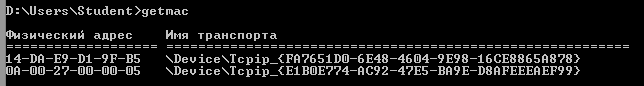 D:\Users\Student>getmac
Физический адрес    Имя транспорта
=================== ==========================================================
14-DA-E9-D1-9F-B5   \Device\Tcpip_{FA7651D0-6E48-4604-9E98-16CE8865A878}
0A-00-27-00-00-05   \Device\Tcpip_{E1B0E774-AC92-47E5-BA9E-D8AFEEEAEF99}